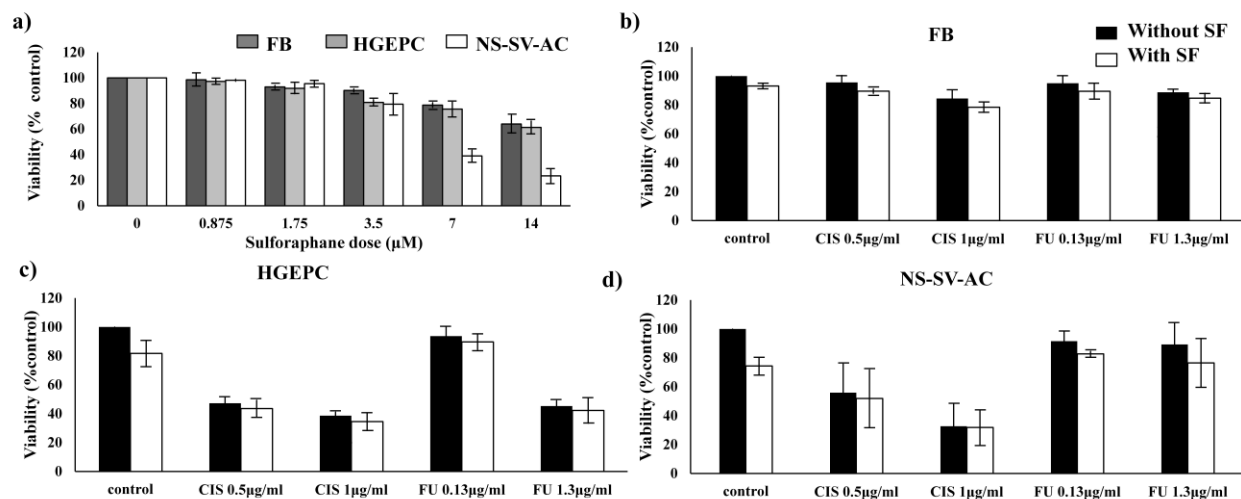 a)
FB HGEPC NS-SV-AC
Viability (% control)
120
100
80
60
40
20
0
0 0.875 1.75 3.5 7 14
Sulforaphane dose (µM)
b)
FB
Without SF
With SF
Viability (%control)
120
100
80
60
40
20
0
control CIS 0.5µg/ml CIS 1µg/ml FU 0.13µg/ml FU 1.3µg/ml
c)
HGEPC
Viability (%control)
120
100
80
60
40
20
0
control CIS 0.5µg/ml CIS 1µg/ml FU 0.13µg/ml FU 1.3µg/ml
d)
NS-SV-AC
Viability (%control)
120
100
80
60
40
20
0
control CIS 0.5µg/ml CIS 1µg/ml FU 0.13µg/ml FU 1.3µg/ml